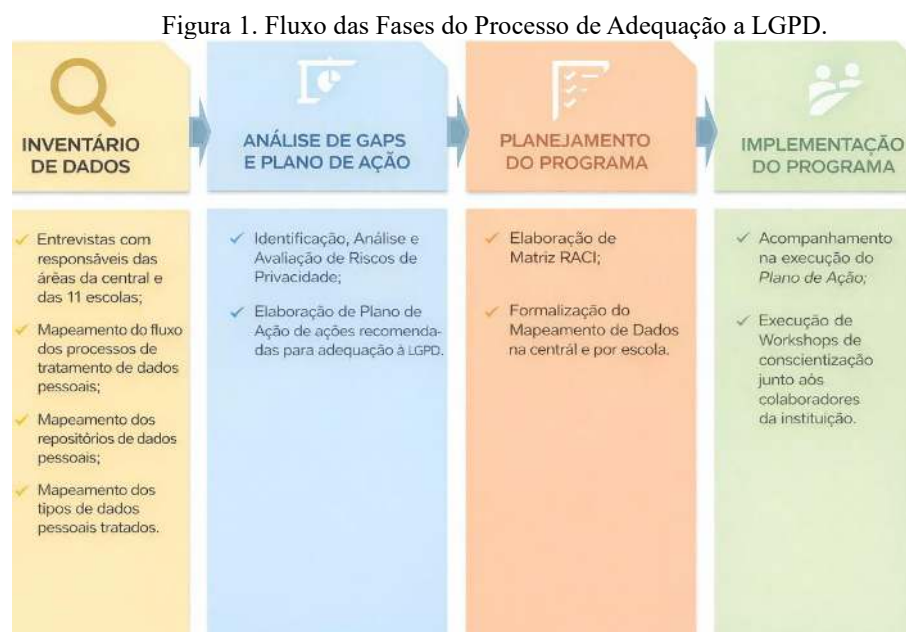 Figura 1. Fluxo das Fases do Processo de Adequação a LGPD.
INVENTÁRIO
DE DADOS
Entrevistas com
responsáveis das
árẽas da central e
das 11 escolas;
Mapeamento do fluxo
dos processos de
tratamento de dados
pessoais;
Mapeamento dos
repositórios de dados
pessoais;
Mapeamento dos
tipos de dados
pessoais tratados.
ANÁLISE DE GAPS
E PLANO DE AÇÃO
Identificação, Análise e
Avaliação de Riscos de
Privacidade;
Elaboração de Plano de
Ação de ações recomenda-
das para adequação à LGPD.
PLANEJAMENTO
DO PROGRAMA
Elaboração de
Matriz RACI;
Formalização do
Mapeamento de Dados
na centrál e por escola.
IMPLEMENTAÇÃO
DO PROGRAMA
Acompanhamento
na execução do
Plano de Ação;
Execução de
Workshops de
conscientização
junto aós
colaboradores
da instituição.